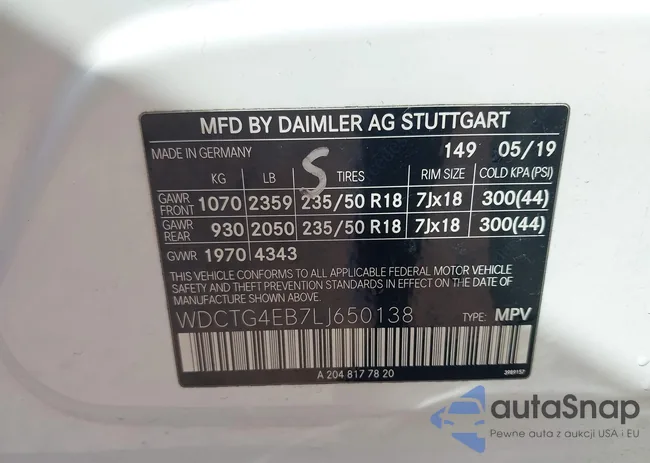 MFD BY DAIMLER AG STUTTGART
MADE IN GERMANY 149 05/19
KG LB S TIRES RIM SIZE COLD KPA (PSI)
GAWR FRONT 1070 2359 235/50 R18 7Jx18 300(44)
GAWR REAR 930 2050 235/50 R18 7Jx18 300(44)
GVWR 1970 4343
THIS VEHICLE CONFORMS TO ALL APPLICABLE FEDERAL MOTOR VEHICLE
SAFETY AND THEFT PREVENTION STANDARDS IN EFFECT ON THE DATE
OF MANUFACTURE SHOWN ABOVE.
WDCTG4EB7LJ650138 TYPE: MPV
A 204 817 78 20
autaSnap
Pewne auta z aukcji USA i EU